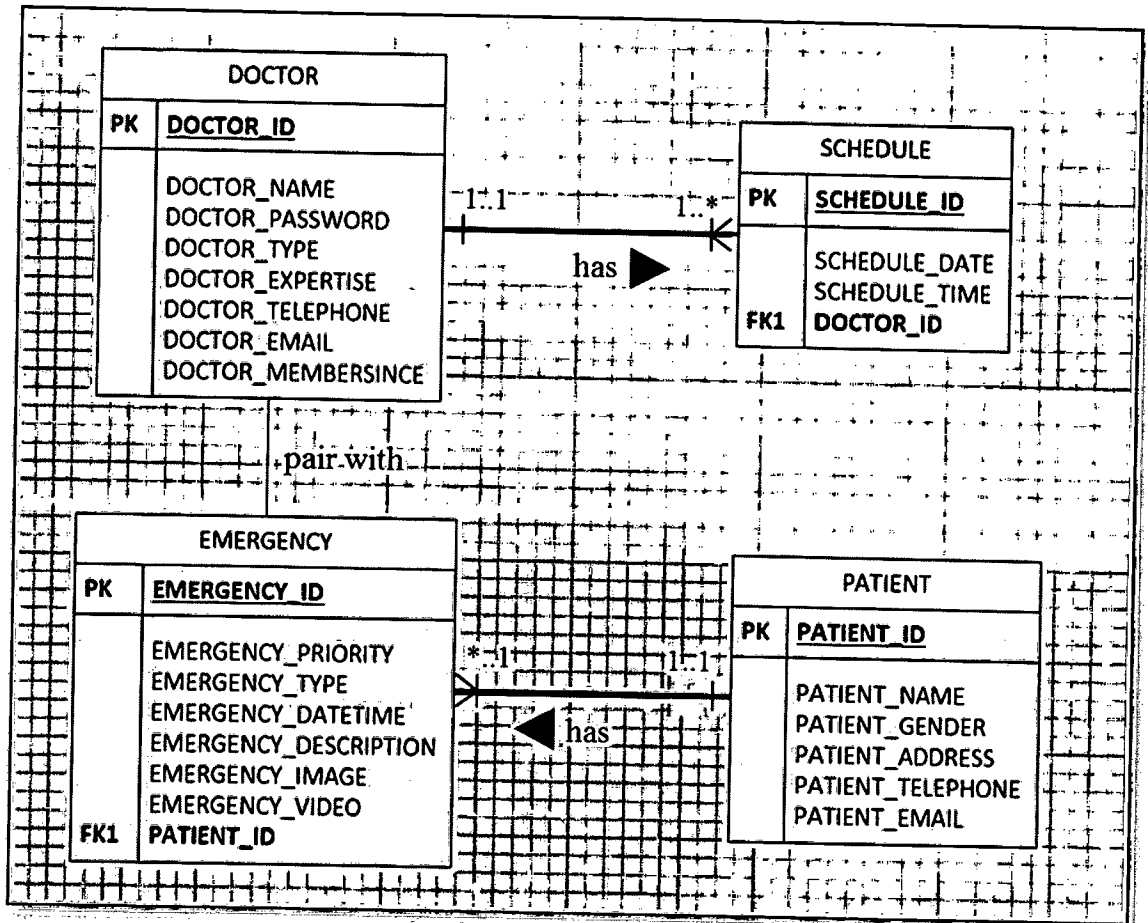 DOCTOR
PK DOCTOR_ID
DOCTOR_NAME
DOCTOR_PASSWORD
DOCTOR_TYPE
DOCTOR_EXPERTISE
DOCTOR_TELEPHONE
DOCTOR_EMAIL
DOCTOR_MEMBERSINCE
1..1
1..*
has
SCHEDULE
PK SCHEDULE_ID
SCHEDULE_DATE
SCHEDULE_TIME
FK1 DOCTOR_ID
pair with
EMERGENCY
PK EMERGENCY_ID
EMERGENCY_PRIORITY
EMERGENCY_TYPE
EMERGENCY_DATETIME
EMERGENCY_DESCRIPTION
EMERGENCY_IMAGE
EMERGENCY_VIDEO
FK1 PATIENT_ID
*..1
1..1
has
PATIENT
PK PATIENT_ID
PATIENT_NAME
PATIENT_GENDER
PATIENT_ADDRESS
PATIENT_TELEPHONE
PATIENT_EMAIL